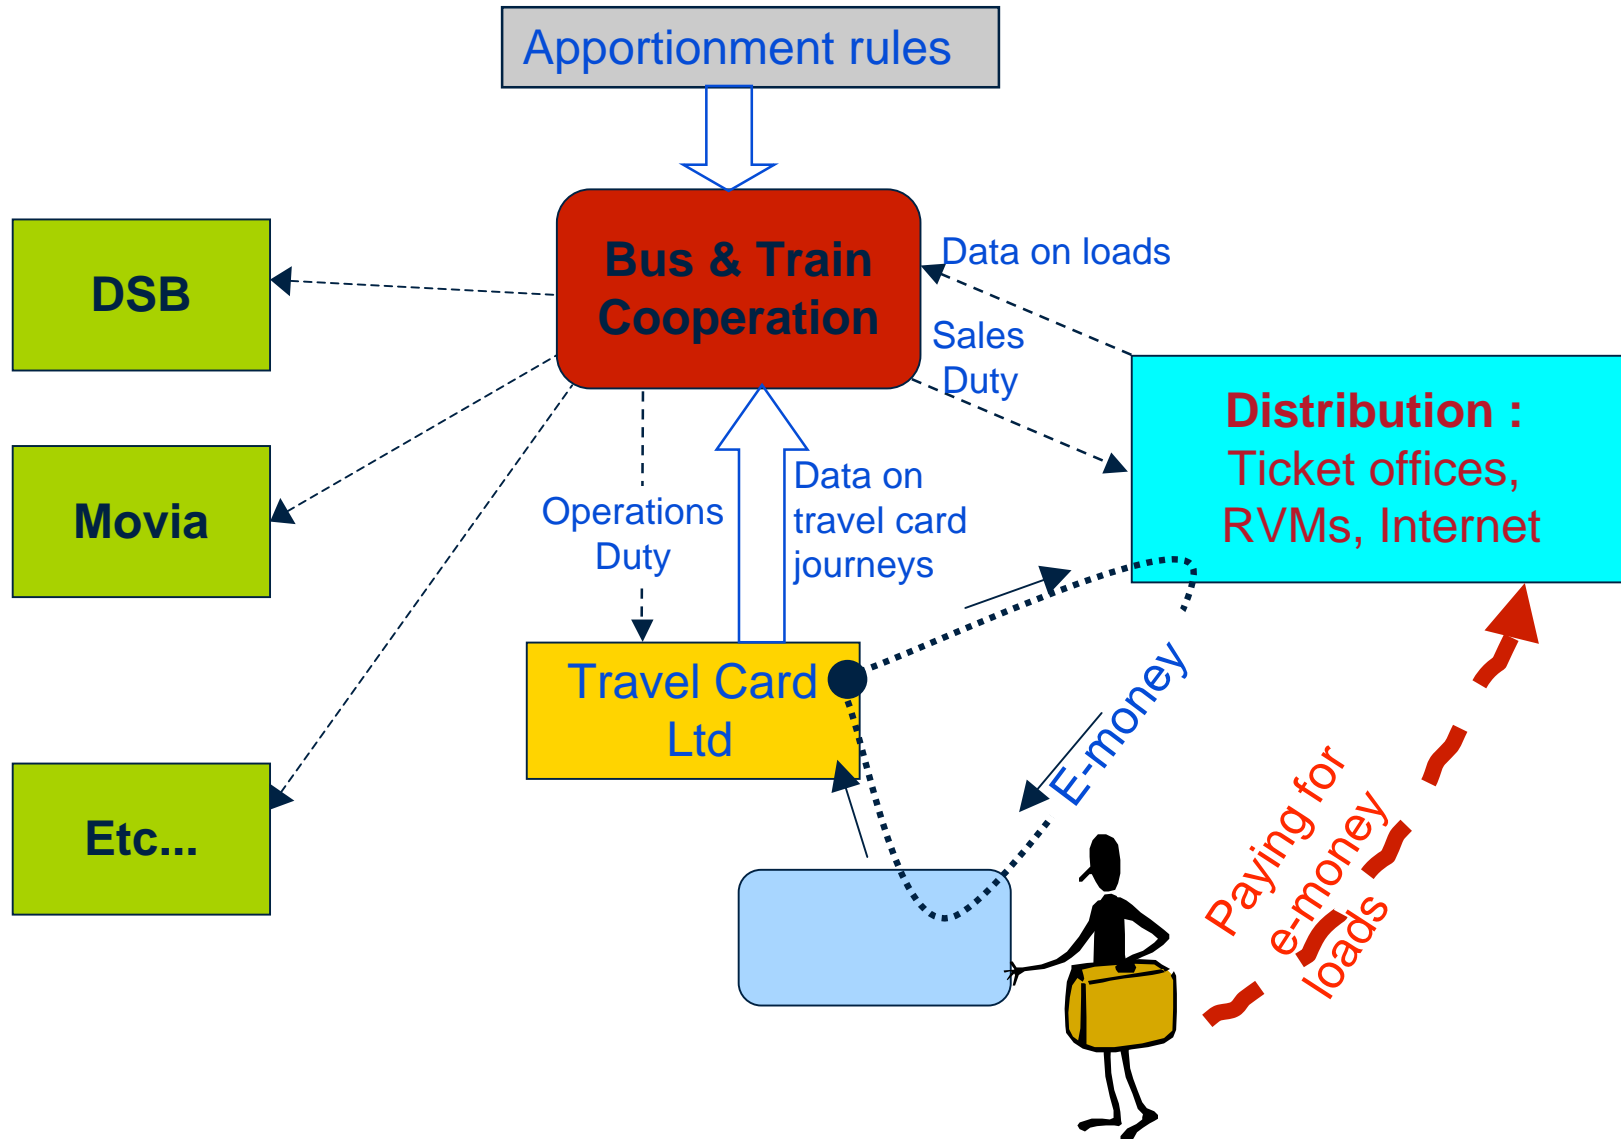 Apportionment rules
Bus & Train
Cooperation
Data on loads
DSB
Sales
Duty
Distribution :
Ticket offices,
RVMs, Internet
Movia
Operations
Duty
Data on
travel card
journeys
Travel Card
Ltd
E-money
Etc...
Paying for
e-money
loads